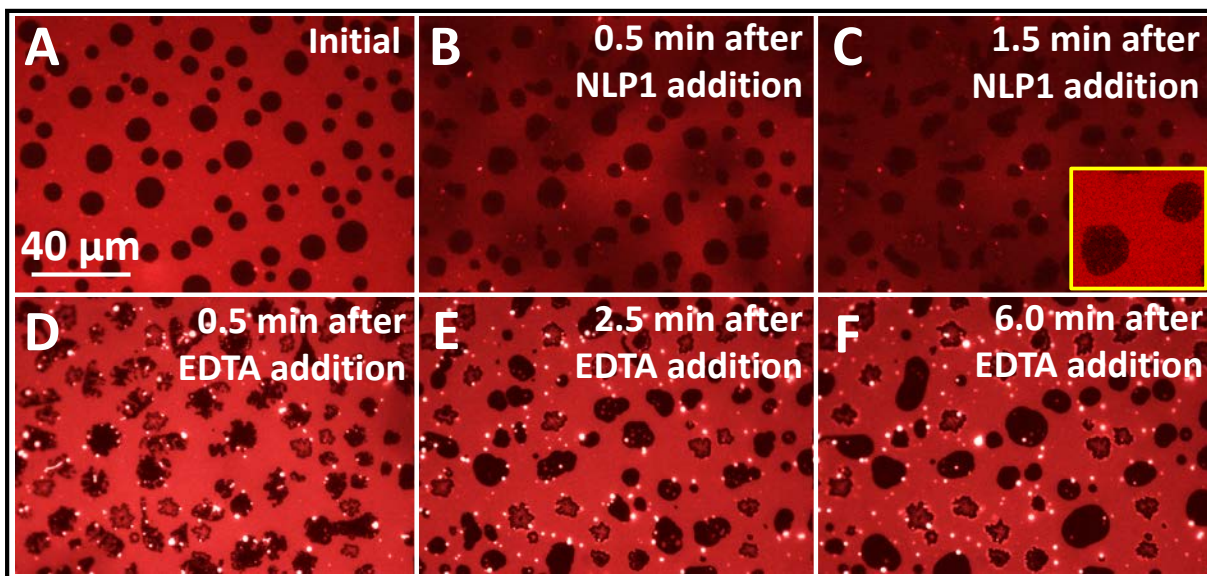 A
Initial
B
0.5 min after
NLP1 addition
C
1.5 min after
NLP1 addition
40 μm
D
0.5 min after
EDTA addition
E
2.5 min after
EDTA addition
F
6.0 min after
EDTA addition